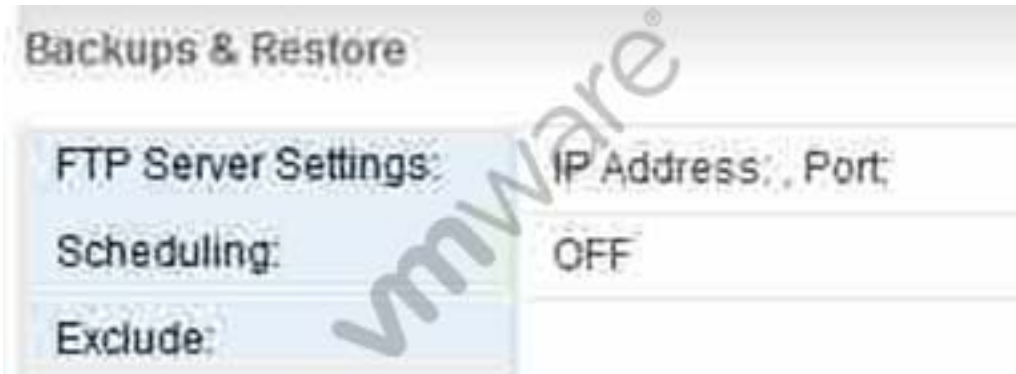 Backups & Restore
FTP Server Settings: IP Address: , Port:
Scheduling: OFF
Exclude:
vmware®